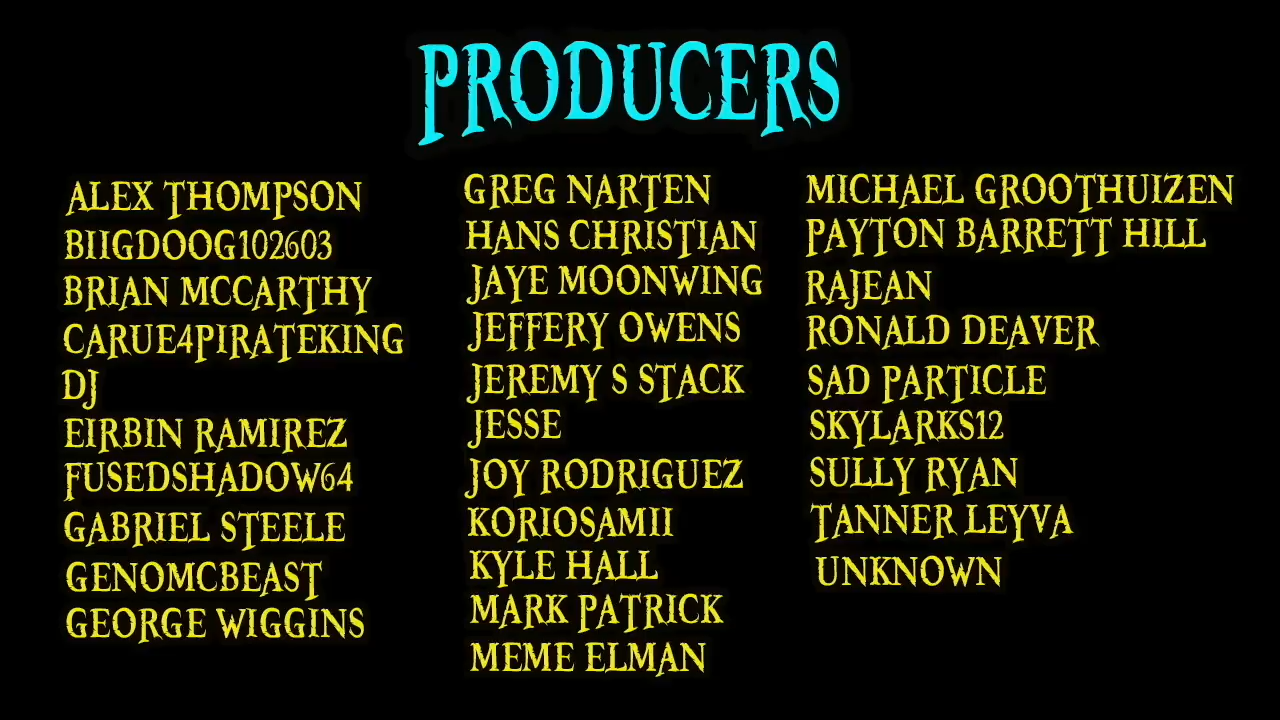 PRODUCERS
ALEX THOMPSON
BIIGDOOG102603
BRIAN MCCARTHY
CARUE4PIRATEKING
DJ
EIRBIN RAMIREZ
FUSEDSHADOW64
GABRIEL STEELE
GENOMCBEAST
GEORGE WIGGINS
GREG NARTEN
HANS CHRISTIAN
JAYE MOONWING
JEFFERY OWENS
JEREMY S STACK
JESSE
JOY RODRIGUEZ
KORIOSAMII
KYLE HALL
MARK PATRICK
MEME ELMAN
MICHAEL GROOTHUIZEN
PAYTON BARRETT HILL
RAJEAN
RONALD DEAVER
SAD PARTICLE
SKYLARKS12
SULLY RYAN
TANNER LEYVA
UNKNOWN